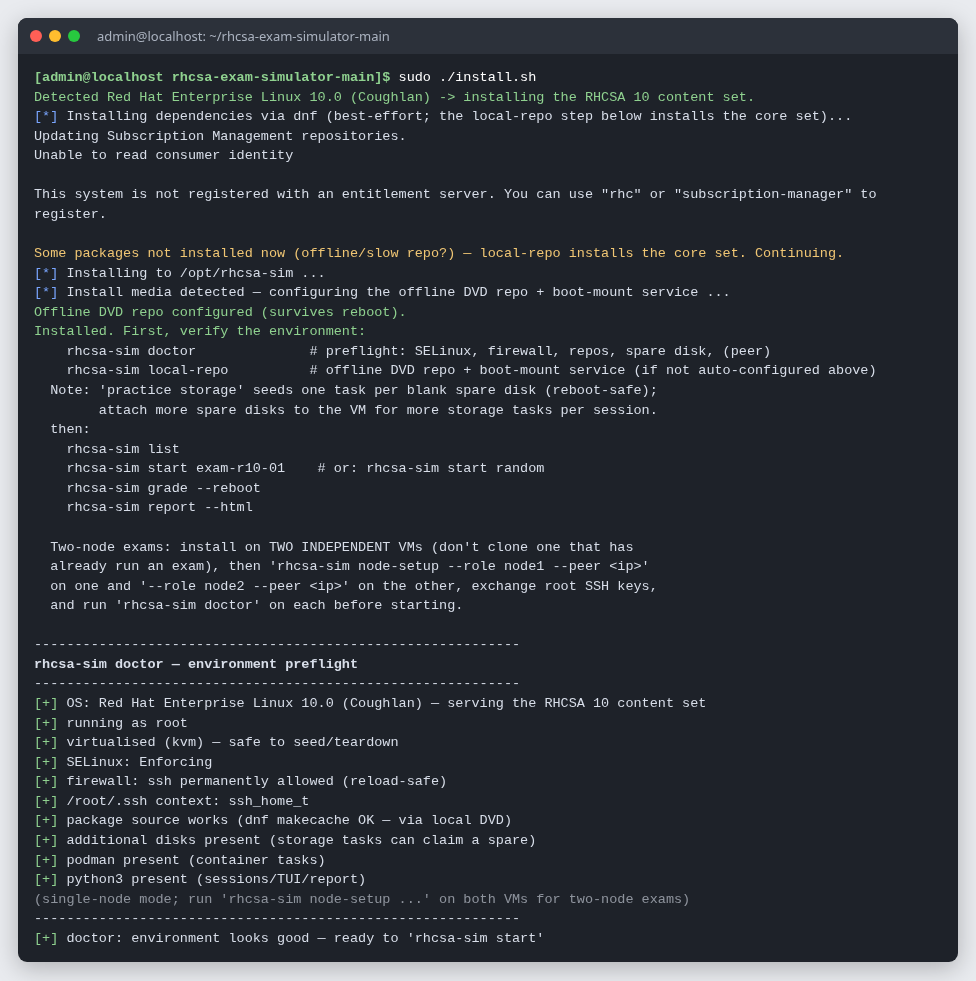 admin@localhost: ~/rhcsa-exam-simulator-main
[admin@localhost rhcsa-exam-simulator-main]$ sudo ./install.sh
Detected Red Hat Enterprise Linux 10.0 (Coughlan) -> installing the RHCSA 10 content set.
[*] Installing dependencies via dnf (best-effort; the local-repo step below installs the core set)...
Updating Subscription Management repositories.
Unable to read consumer identity
This system is not registered with an entitlement server. You can use "rhc" or "subscription-manager" to
register.
Some packages not installed now (offline/slow repo?) — local-repo installs the core set. Continuing.
[*] Installing to /opt/rhcsa-sim ...
[*] Install media detected — configuring the offline DVD repo + boot-mount service ...
Offline DVD repo configured (survives reboot).
Installed. First, verify the environment:
    rhcsa-sim doctor              # preflight: SELinux, firewall, repos, spare disk, (peer)
    rhcsa-sim local-repo          # offline DVD repo + boot-mount service (if not auto-configured above)
  Note: 'practice storage' seeds one task per blank spare disk (reboot-safe);
        attach more spare disks to the VM for more storage tasks per session.
  then:
    rhcsa-sim list
    rhcsa-sim start exam-r10-01    # or: rhcsa-sim start random
    rhcsa-sim grade --reboot
    rhcsa-sim report --html
  Two-node exams: install on TWO INDEPENDENT VMs (don't clone one that has
  already run an exam), then 'rhcsa-sim node-setup --role node1 --peer <ip>'
  on one and '--role node2 --peer <ip>' on the other, exchange root SSH keys,
  and run 'rhcsa-sim doctor' on each before starting.
------------------------------------------------------------
rhcsa-sim doctor — environment preflight
------------------------------------------------------------
[+] OS: Red Hat Enterprise Linux 10.0 (Coughlan) — serving the RHCSA 10 content set
[+] running as root
[+] virtualised (kvm) — safe to seed/teardown
[+] SELinux: Enforcing
[+] firewall: ssh permanently allowed (reload-safe)
[+] /root/.ssh context: ssh_home_t
[+] package source works (dnf makecache OK — via local DVD)
[+] additional disks present (storage tasks can claim a spare)
[+] podman present (container tasks)
[+] python3 present (sessions/TUI/report)
(single-node mode; run 'rhcsa-sim node-setup ...' on both VMs for two-node exams)
------------------------------------------------------------
[+] doctor: environment looks good — ready to 'rhcsa-sim start'